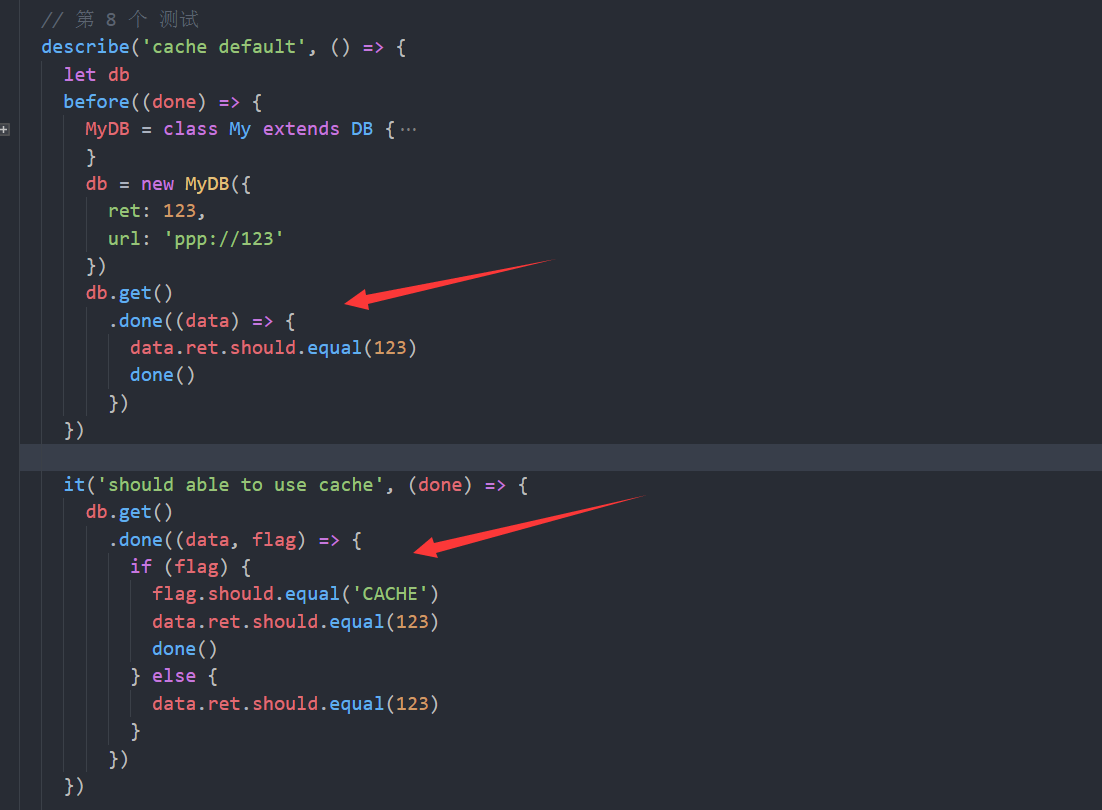 // 第 8 个 测试
describe('cache default', () => {
let db
before((done) => {
MyDB = class My extends DB {…
}
db = new MyDB({
ret: 123,
url: 'ppp://123'
})
db.get()
.done((data) => {
data.ret.should.equal(123)
done()
})
})
it('should able to use cache', (done) => {
db.get()
.done((data, flag) => {
if (flag) {
flag.should.equal('CACHE')
data.ret.should.equal(123)
done()
} else {
data.ret.should.equal(123)
}
})
})